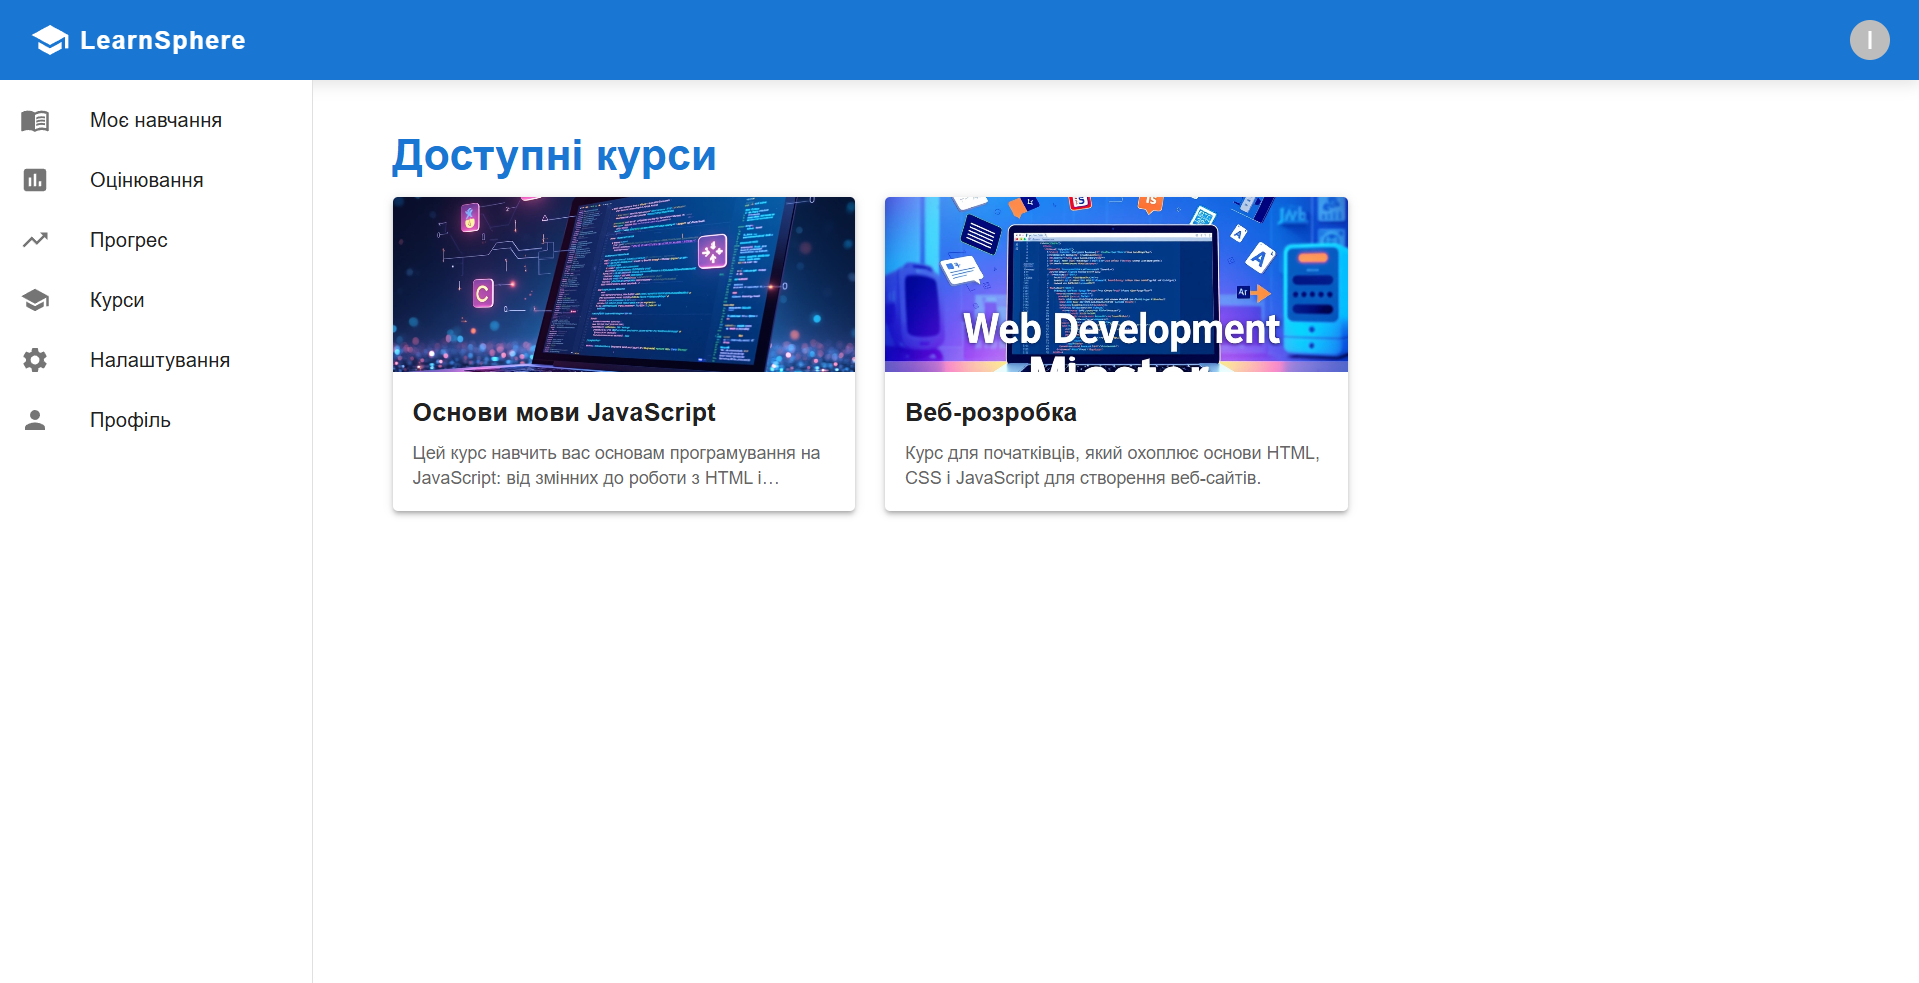 LearnSphere
I
Моє навчання
Оцінювання
Прогрес
Курси
Налаштування
Профіль
Доступні курси
C
Web Development
Основи мови JavaScript
Цей курс навчить вас основам програмування на
JavaScript: від змінних до роботи з HTML і…
Веб-розробка
Курс для початківців, який охоплює основи HTML,
CSS і JavaScript для створення веб-сайтів.